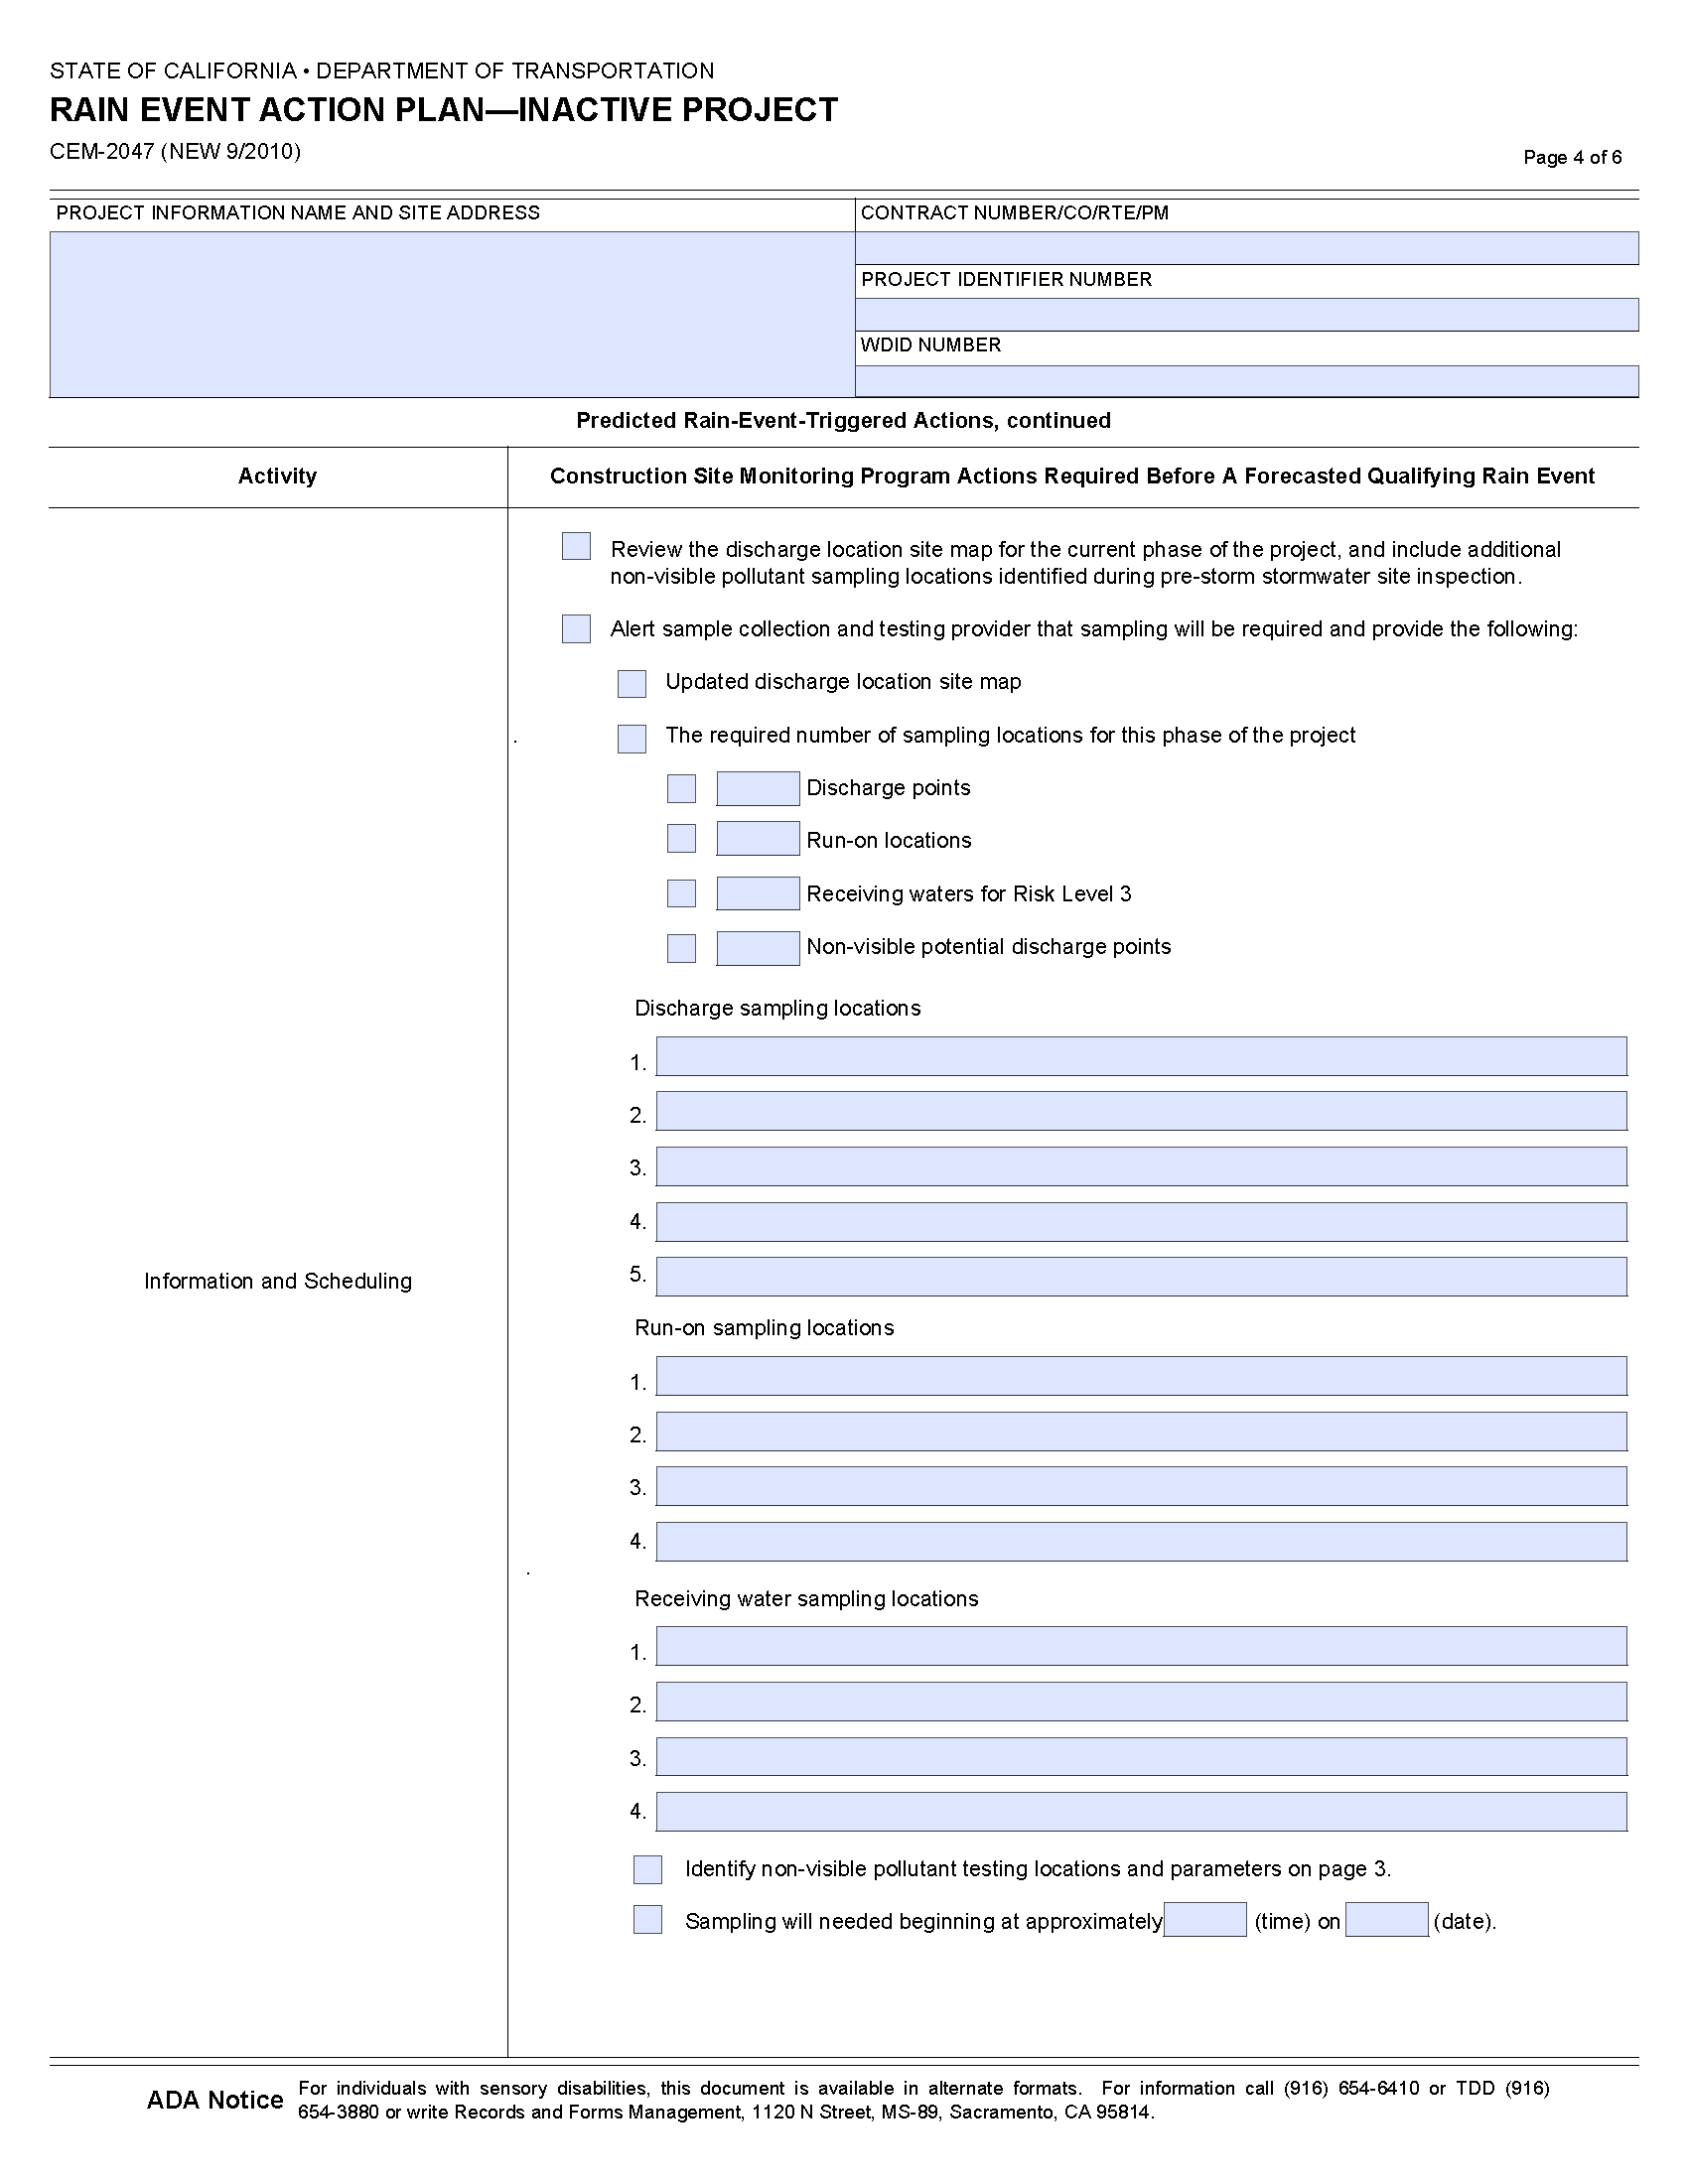 STATE OF CALIFORNIA • DEPARTMENT OF TRANSPORTATION
RAIN EVENT ACTION PLAN—INACTIVE PROJECT
CEM-2047 (NEW 9/2010)
Page 4 of 6
PROJECT INFORMATION NAME AND SITE ADDRESS
CONTRACT NUMBER/CO/RTE/PM
PROJECT IDENTIFIER NUMBER
WDID NUMBER
Predicted Rain-Event-Triggered Actions, continued
Activity
Construction Site Monitoring Program Actions Required Before A Forecasted Qualifying Rain Event
Review the discharge location site map for the current phase of the project, and include additional
non-visible pollutant sampling locations identified during pre-storm stormwater site inspection.
Alert sample collection and testing provider that sampling will be required and provide the following:
Updated discharge location site map
The required number of sampling locations for this phase of the project
Discharge points
Run-on locations
Receiving waters for Risk Level 3
Non-visible potential discharge points
Discharge sampling locations
1.
2.
3.
4.
5.
Information and Scheduling
Run-on sampling locations
1.
2.
3.
4.
Receiving water sampling locations
1.
2.
3.
4.
Identify non-visible pollutant testing locations and parameters on page 3.
Sampling will needed beginning at approximately (time) on (date).
ADA Notice
For individuals with sensory disabilities, this document is available in alternate formats. For information call (916) 654-6410 or TDD (916)
654-3880 or write Records and Forms Management, 1120 N Street, MS-89, Sacramento, CA 95814.